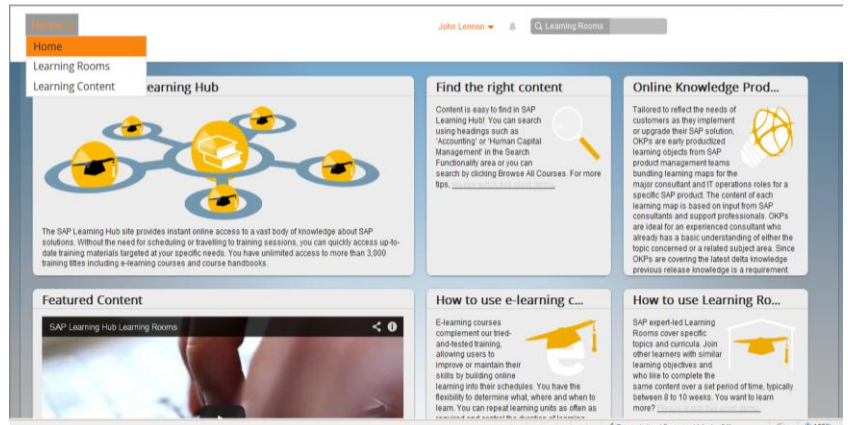 Home
John Lennon
Learning Rooms
Home
Learning Rooms
Learning Content
earning Hub
The SAP Learning Hub site provides instant online access to a vast body of knowledge about SAP
solutions. Without the need for scheduling or travelling to training sessions, you can quickly access up-to-
date training materials targeted at your specific needs. You have unlimited access to more than 3,000
training titles including e-learning courses and course handbooks.
Find the right content
Content is easy to find in SAP
Learning Hub! You can search
using headings such as
'Accounting' or 'Human Capital
Management' in the Search
Functionality area or you can
search by clicking Browse All Courses. For more
tips,
Online Knowledge Prod...
Tailored to reflect the needs of
customers as they implement
or upgrade their SAP solution,
OKPs are early productized
learning objects from SAP
product management teams
bundling learning maps for the
major consultant and IT operations roles for a
specific SAP product. The content of each
learning map is based on input from SAP
consultants and support professionals. OKPs
are ideal for an experienced consultant who
already has a basic understanding of either the
topic concerned or a related subject area. Since
OKPs are covering the latest delta knowledge
previous release knowledge is a requirement.
Featured Content
SAP Learning Hub Learning Rooms
How to use e-learning c...
E-learning courses
complement our tried-
and-tested training,
allowing users to
improve or maintain their
skills by building online
learning into their schedules. You have the
flexibility to determine what, where and when to
learn. You can repeat learning units as often as
required and control the duration of learning
How to use Learning Ro...
SAP expert-led Learning
Rooms cover specific
topics and curricula. Join
other learners with similar
learning objectives and
who like to complete the
same content over a set period of time, typically
between 8 to 10 weeks. You want to learn
more?